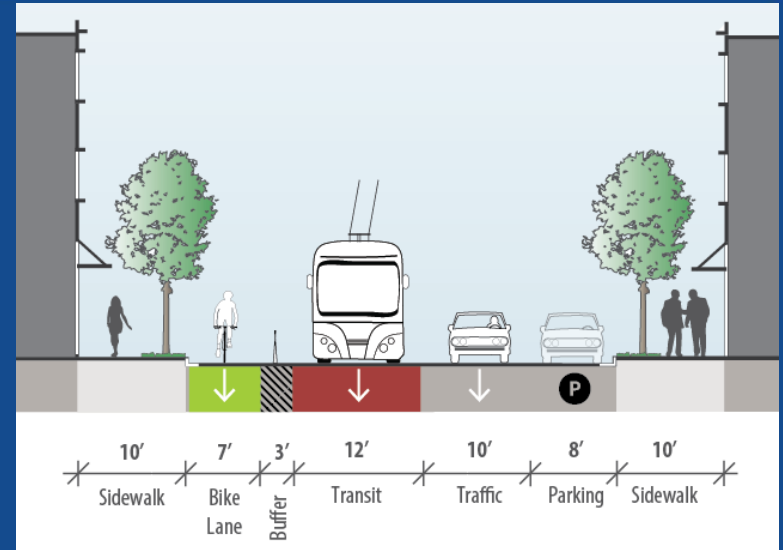 P
10′ 7′ 3′ 12′ 10′ 8′ 10′
Sidewalk Bike Lane Buffer Transit Traffic Parking Sidewalk